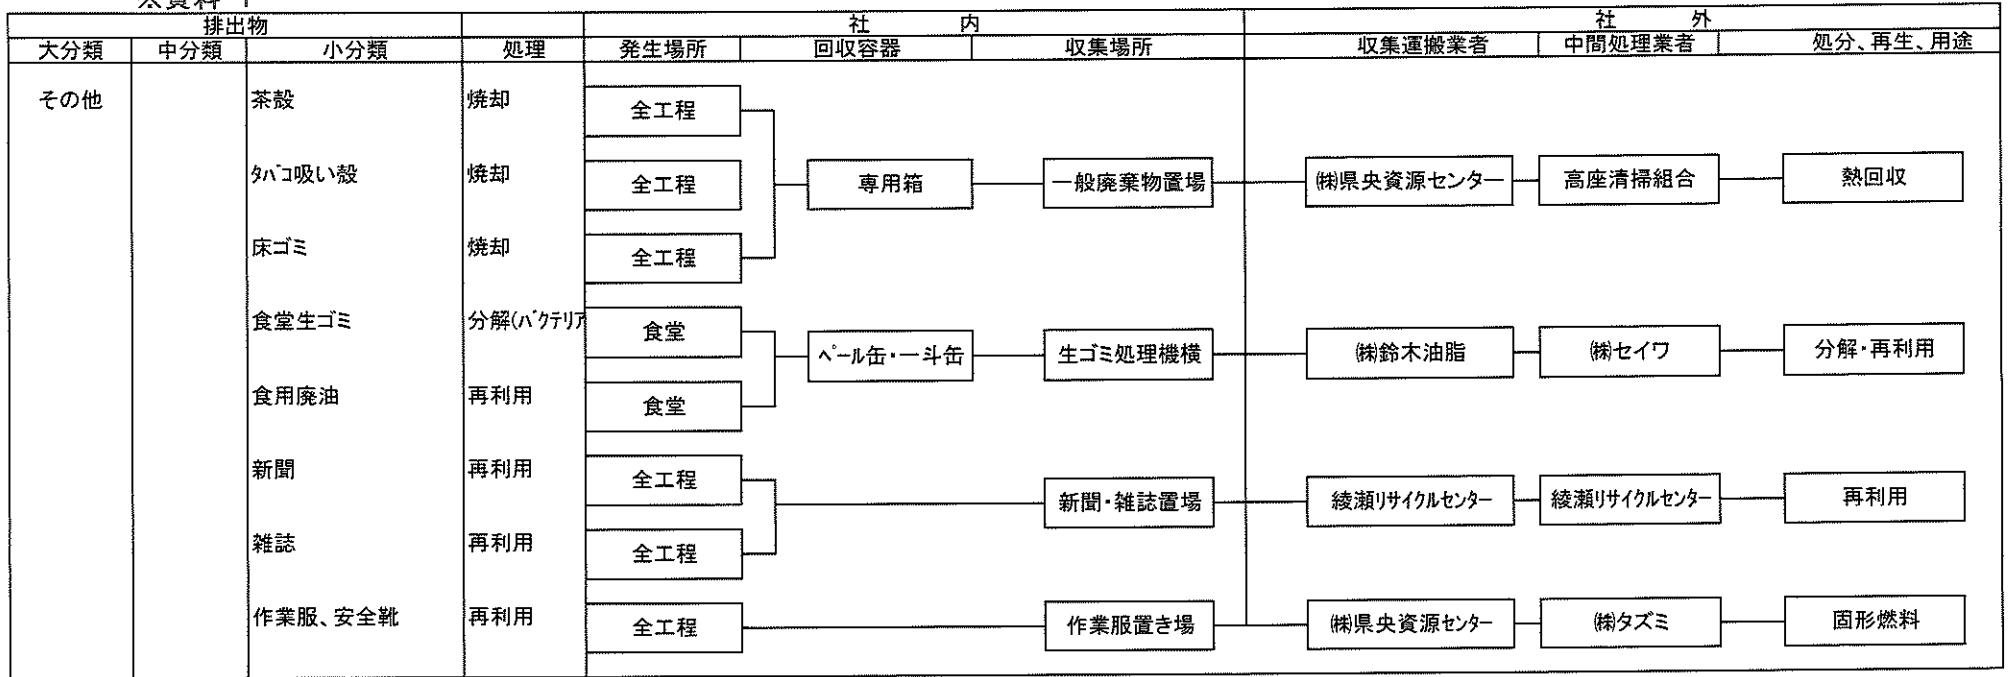 ※資料
排出物 社 内 社 外
大分類 中分類 小分類 処理 発生場所 回収容器 収集場所 収集運搬業者 中間処理業者 処分、再生、用途
その他 茶殻 焼却 全工程
タバコ吸い殻 焼却 全工程 専用箱 一般廃棄物置場 ㈱県央資源センター 高座清掃組合 熱回収
床ゴミ 焼却 全工程
食堂生ゴミ 分解(バクテリア 食堂 ペール缶・一斗缶 生ゴミ処理機横 ㈱鈴木油脂 ㈱セイワ 分解・再利用
食用廃油 再利用 食堂
新聞 再利用 全工程 新聞・雑誌置場 綾瀬リサイクルセンター 綾瀬リサイクルセンター 再利用
雑誌 再利用 全工程
作業服、安全靴 再利用 全工程 作業服置き場 ㈱県央資源センター ㈱タズミ 固形燃料